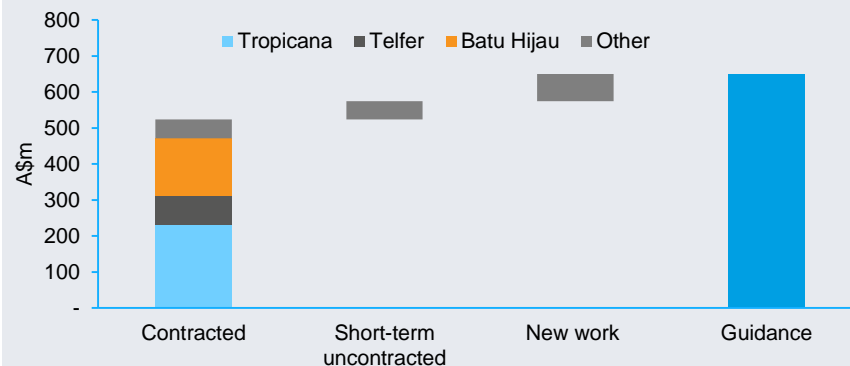 800
700
600
500
400
300
200
100
-
A$m
Tropicana Telfer Batu Hijau Other
Contracted
Short-term
uncontracted
New work
Guidance